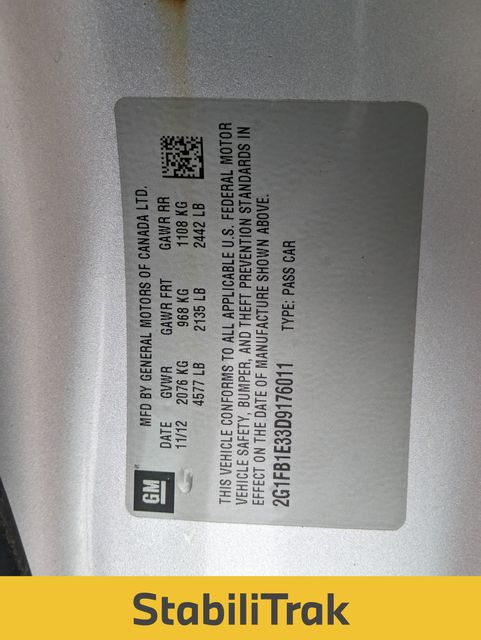 MFD BY GENERAL MOTORS OF CANADA LTD.
DATE GVWR GAWR FRT GAWR RR
11/12 2076 KG 968 KG 1108 KG
4577 LB 2135 LB 2442 LB
GM
THIS VEHICLE CONFORMS TO ALL APPLICABLE U.S. FEDERAL MOTOR
VEHICLE SAFETY, BUMPER, AND THEFT PREVENTION STANDARDS IN
EFFECT ON THE DATE OF MANUFACTURE SHOWN ABOVE.
2G1FB1E33D9176011 TYPE: PASS CAR
StabiliTrak